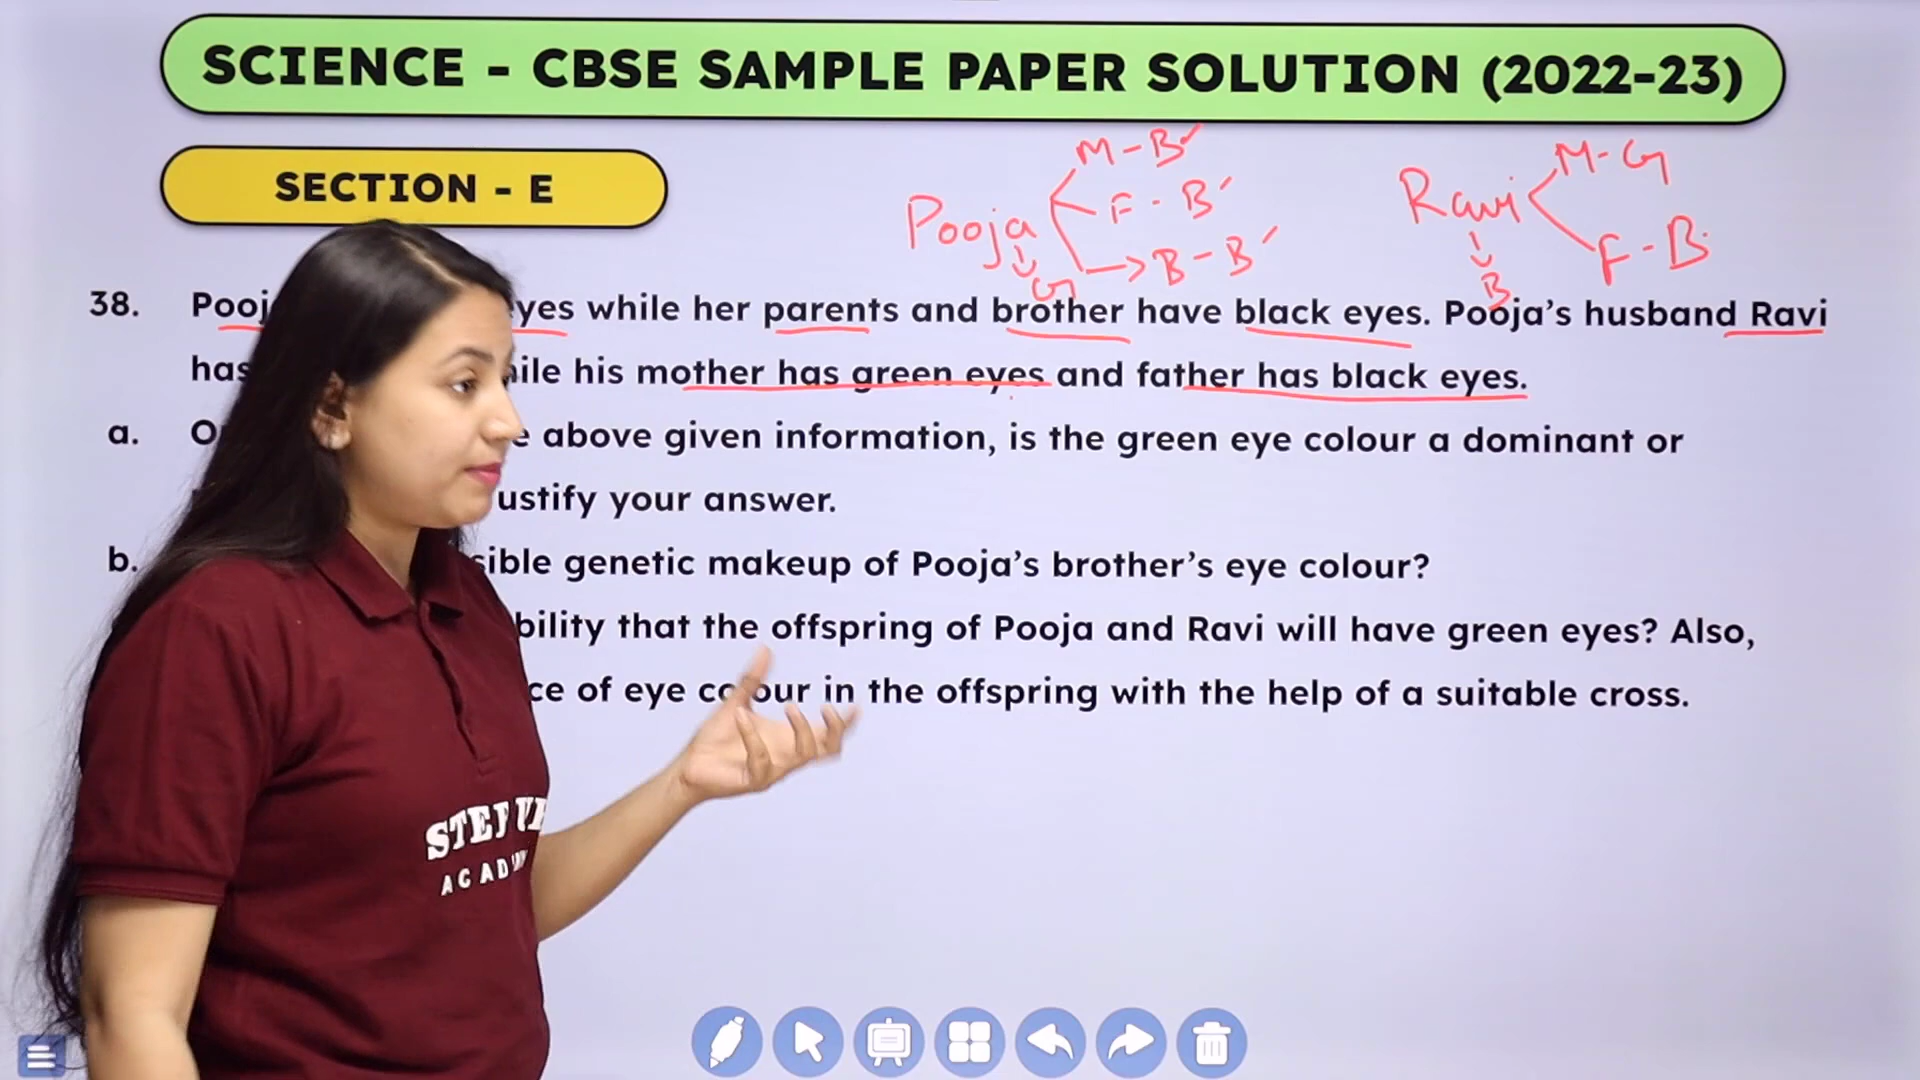 SCIENCE - CBSE SAMPLE PAPER SOLUTION (2022-23)
SECTION - E
M - B
F - B
Pooja
B - B
G
M - G
Ravi
F - B
B
38. Pooj yes while her parents and brother have black eyes. Pooja's husband Ravi
has ile his mother has green eyes and father has black eyes.
a. O e above given information, is the green eye colour a dominant or
ustify your answer.
b. sible genetic makeup of Pooja's brother's eye colour?
bility that the offspring of Pooja and Ravi will have green eyes? Also,
ce of eye colour in the offspring with the help of a suitable cross.
STEP UP
ACADEM